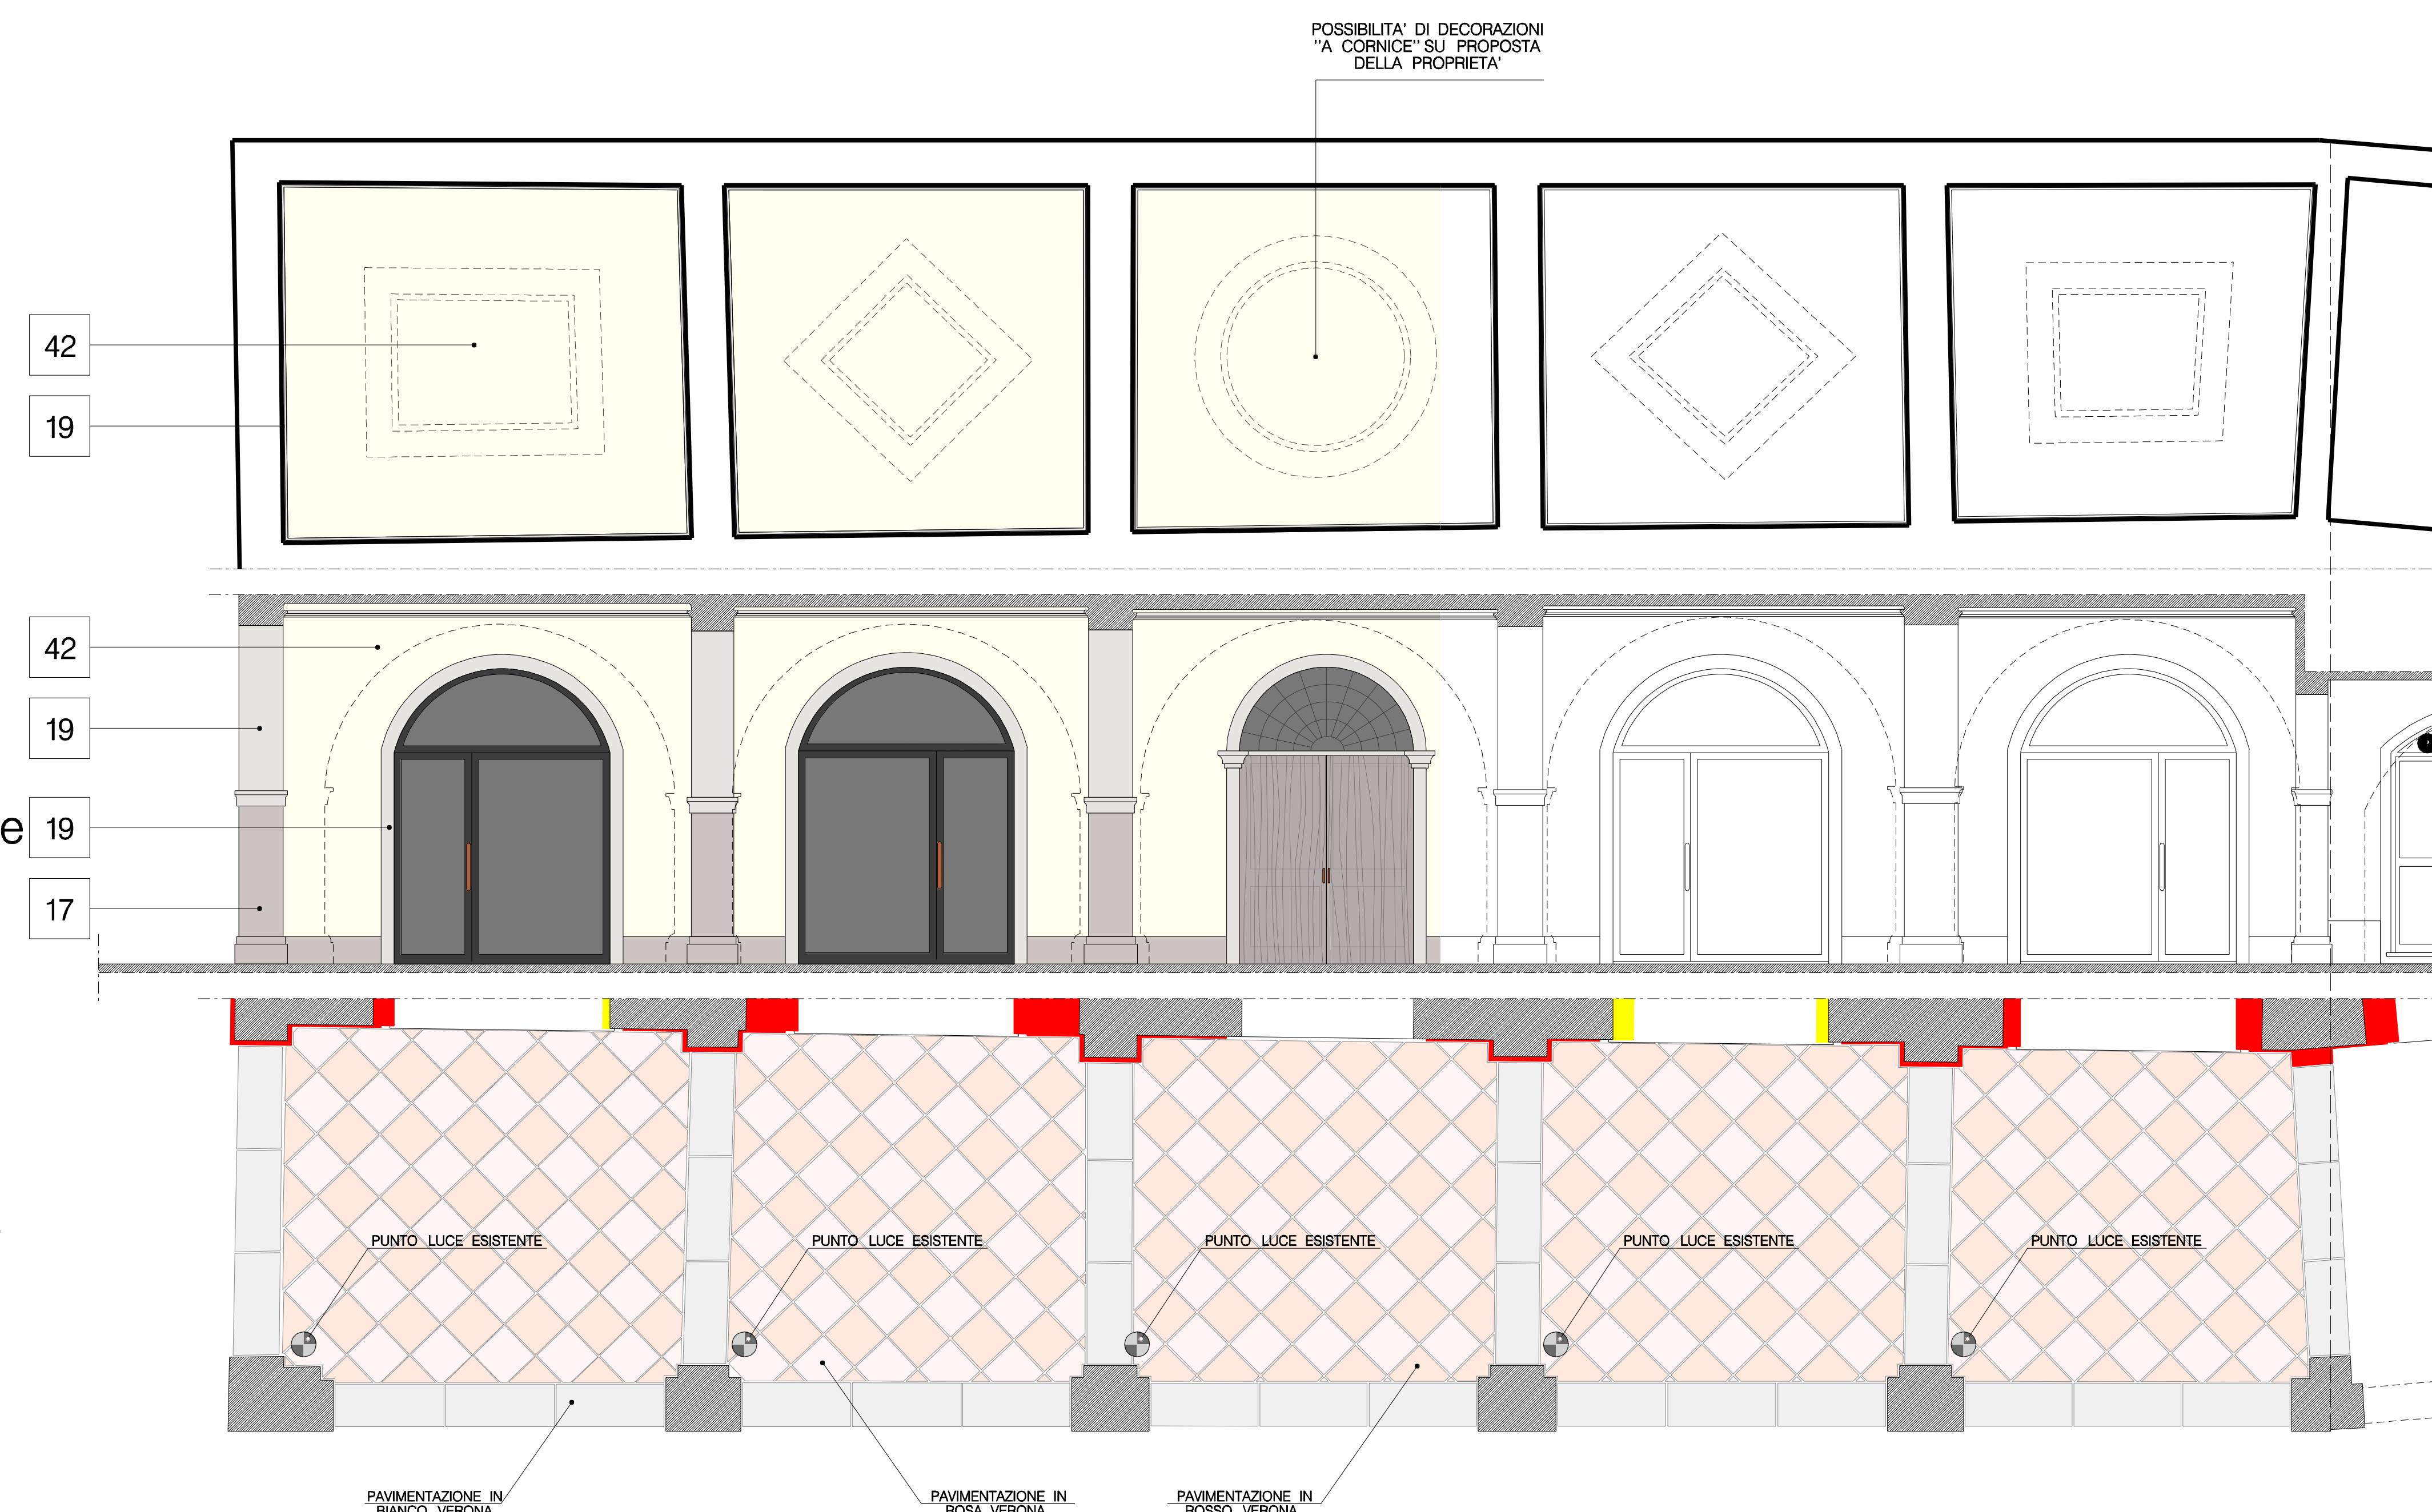 POSSIBILITA' DI DECORAZIONI
"A CORNICE" SU PROPOSTA
DELLA PROPRIETA'
42
19
42
19
e
19
17
PUNTO LUCE ESISTENTE
PUNTO LUCE ESISTENTE
PUNTO LUCE ESISTENTE
PUNTO LUCE ESISTENTE
PUNTO LUCE ESISTENTE
PAVIMENTAZIONE IN
BIANCO VERONA
PAVIMENTAZIONE IN
ROSA VERONA
PAVIMENTAZIONE IN
ROSSO VERONA